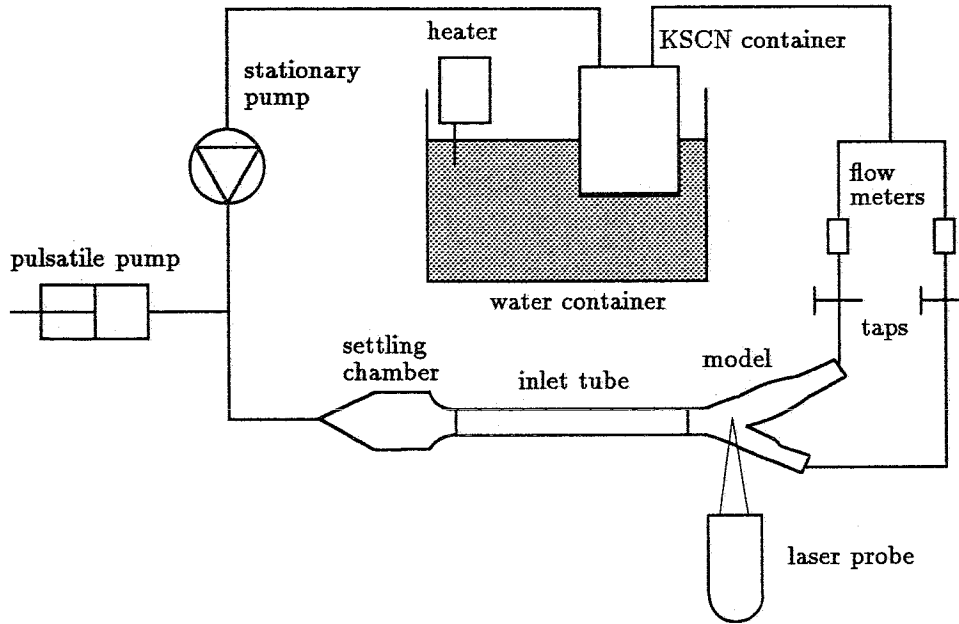 heater
KSCN container
stationary
pump
flow
meters
pulsatile pump
water container
taps
settling
chamber
inlet tube
model
laser probe